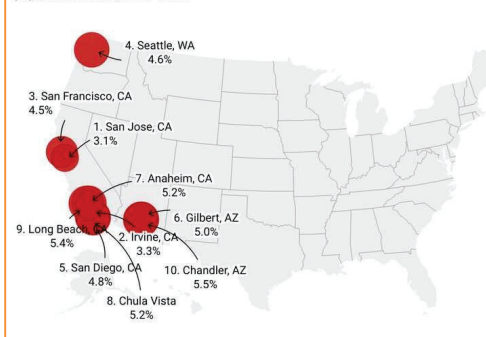 4. Seattle, WA
4.6%
3. San Francisco, CA
4.5%
1. San Jose, CA
3.1%
7. Anaheim, CA
5.2%
9. Long Beach, CA
5.4%
6. Gilbert, AZ
5.0%
2. Irvine, CA
3.3%
5. San Diego, CA
4.8%
10. Chandler, AZ
5.5%
8. Chula Vista
5.2%